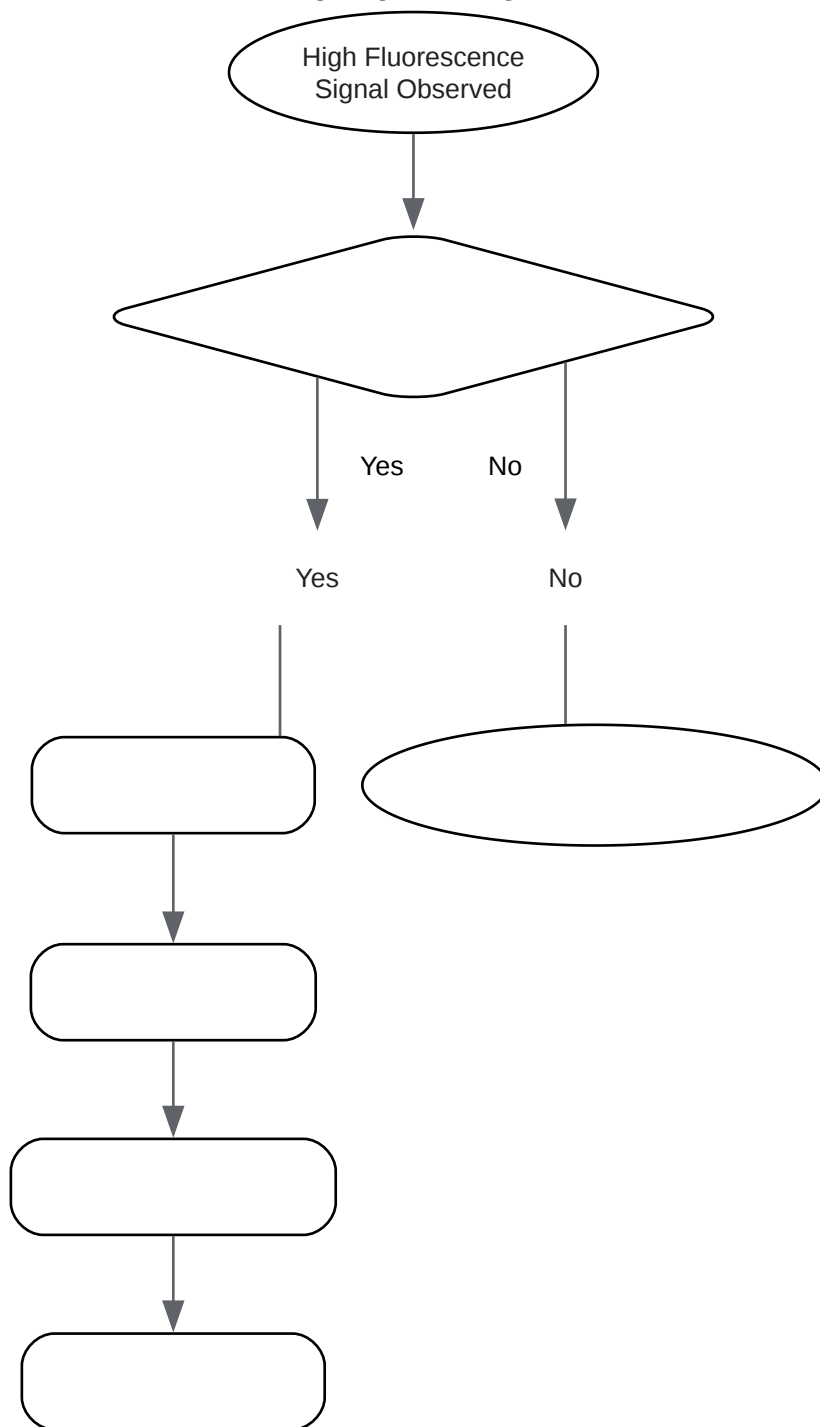 High Fluorescence
Signal Observed
Yes No
Yes No